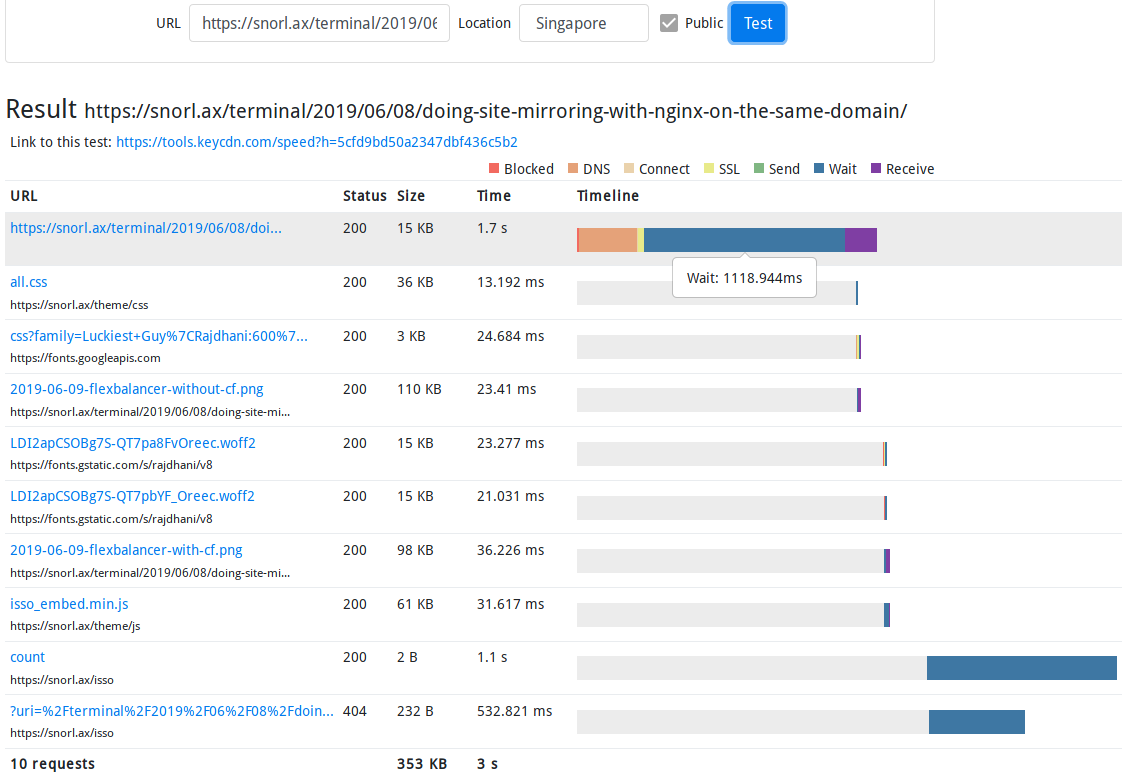 URL https://snorl.ax/terminal/2019/06 Location Singapore Public Test
Result https://snorl.ax/terminal/2019/06/08/doing-site-mirroring-with-nginx-on-the-same-domain/
Link to this test: https://tools.keycdn.com/speed?h=5cfd9bd50a2347dbf436c5b2
Blocked DNS Connect SSL Send Wait Receive
URL Status Size Time Timeline
https://snorl.ax/terminal/2019/06/08/doi... 200 15 KB 1.7 s
Wait: 1118.944ms
all.css 200 36 KB 13.192 ms
https://snorl.ax/theme/css
css?family=Luckiest+Guy%7CRajdhani:600%7... 200 3 KB 24.684 ms
https://fonts.googleapis.com
2019-06-09-flexbalancer-without-cf.png 200 110 KB 23.41 ms
https://snorl.ax/terminal/2019/06/08/doing-site-mi...
LDI2apCSOBg7S-QT7pa8FvOreec.woff2 200 15 KB 23.277 ms
https://fonts.gstatic.com/s/rajdhani/v8
LDI2apCSOBg7S-QT7pbYF_Oreec.woff2 200 15 KB 21.031 ms
https://fonts.gstatic.com/s/rajdhani/v8
2019-06-09-flexbalancer-with-cf.png 200 98 KB 36.226 ms
https://snorl.ax/terminal/2019/06/08/doing-site-mi...
isso_embed.min.js 200 61 KB 31.617 ms
https://snorl.ax/theme/js
count 200 2 B 1.1 s
https://snorl.ax/isso
?uri=%2Fterminal%2F2019%2F06%2F08%2Fdoin... 404 232 B 532.821 ms
https://snorl.ax/isso
10 requests 353 KB 3 s